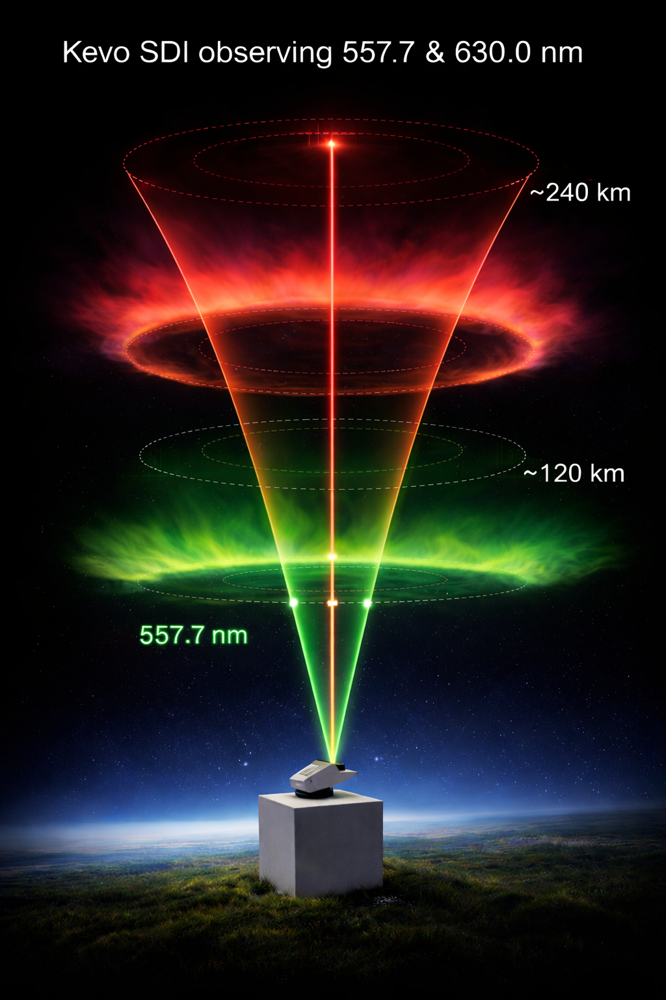 Kevo SDI observing 557.7 & 630.0 nm
~240 km
~120 km
557.7 nm